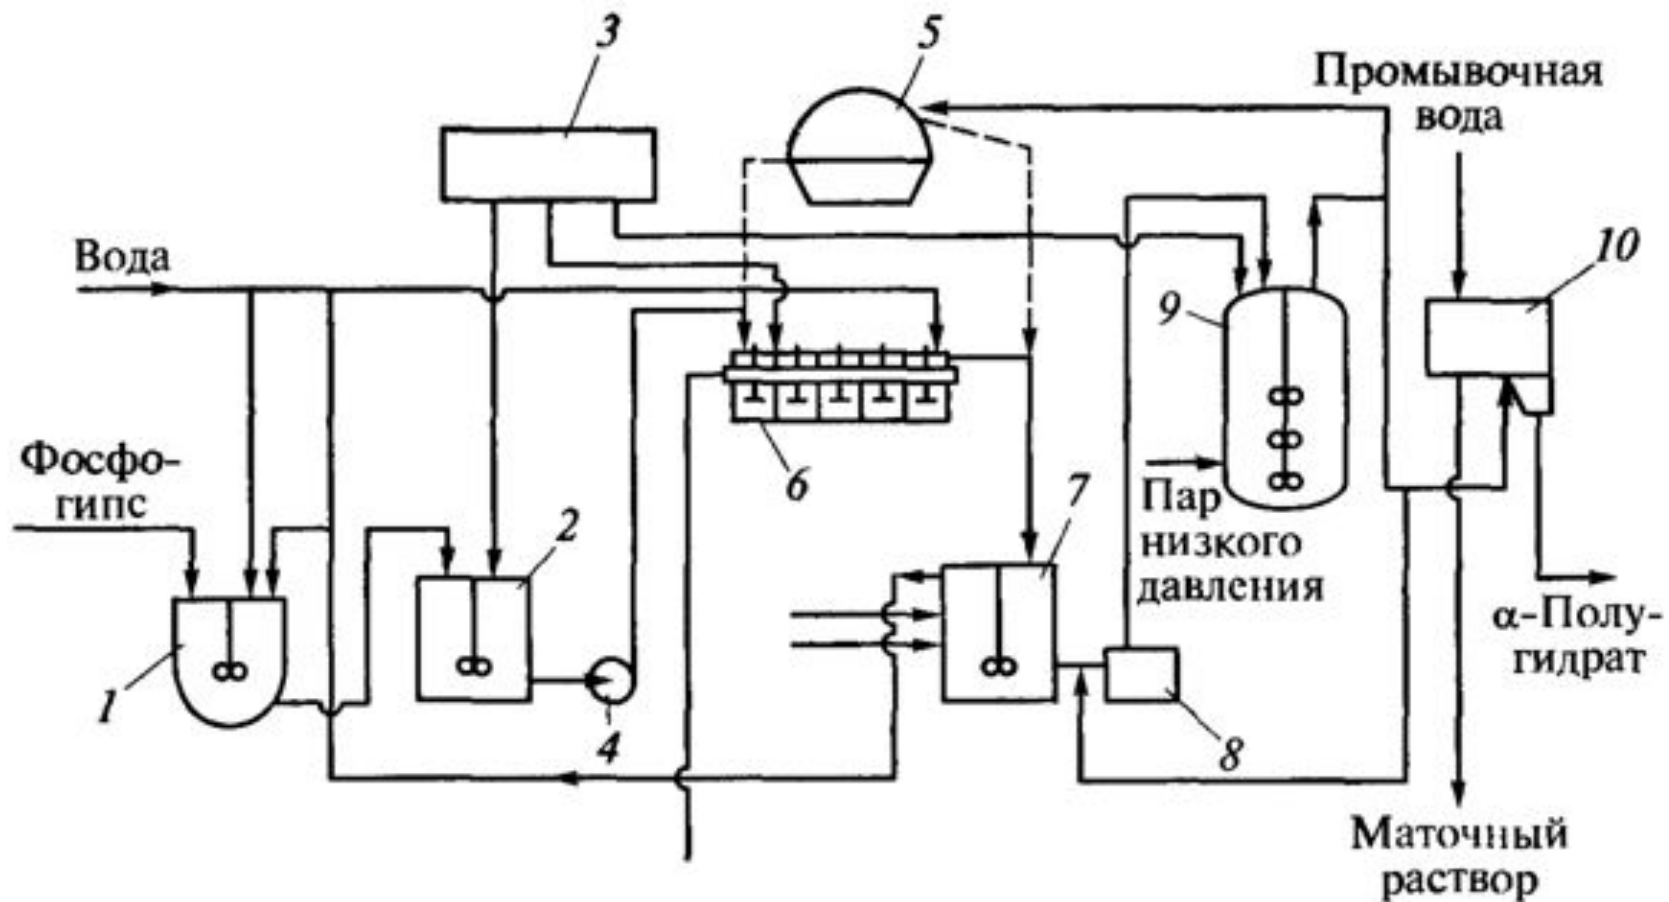 3
5
Промывочная
вода
Вода
10
9
Фосфо-
гипс
6
7
Пар
низкого
давления
2
α-Полу-
гидрат
1
4
8
Маточный
раствор